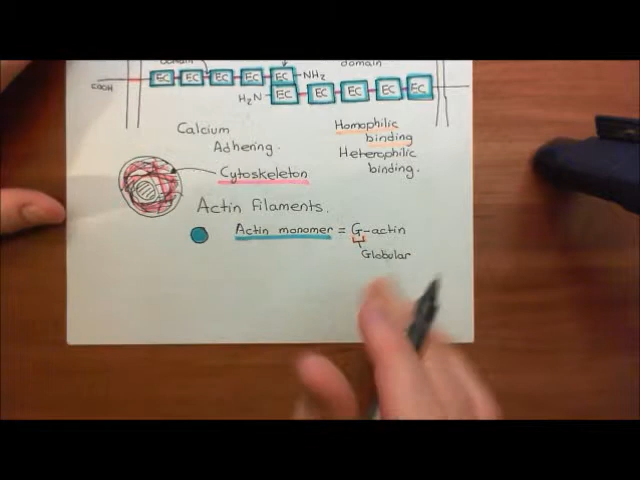 domain
domain
COOH EC EC EC EC EC NH₂
H₂N EC EC EC EC EC
Calcium
Adhering.
Homophilic
binding
Heterophilic
binding.
Cytoskeleton
Actin filaments.
Actin monomer = G-actin
Globular